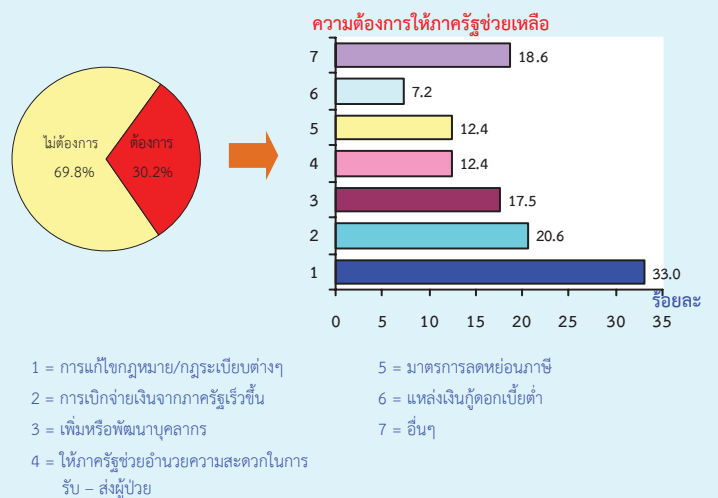 ความต้องการให้ภาครัฐช่วยเหลือ
ไม่ต้องการ
69.8%
ต้องการ
30.2%
7 18.6
6 7.2
5 12.4
4 12.4
3 17.5
2 20.6
1 33.0
ร้อยละ
0 5 10 15 20 25 30 35
1 = การแก้ไขกฎหมาย/กฎระเบียบต่างๆ
2 = การเบิกจ่ายเงินจากภาครัฐเร็วขึ้น
3 = เพิ่มหรือพัฒนาบุคลากร
4 = ให้ภาครัฐช่วยอำนวยความสะดวกในการ
รับ – ส่งผู้ป่วย
5 = มาตรการลดหย่อนภาษี
6 = แหล่งเงินกู้ดอกเบี้ยต่ำ
7 = อื่นๆ